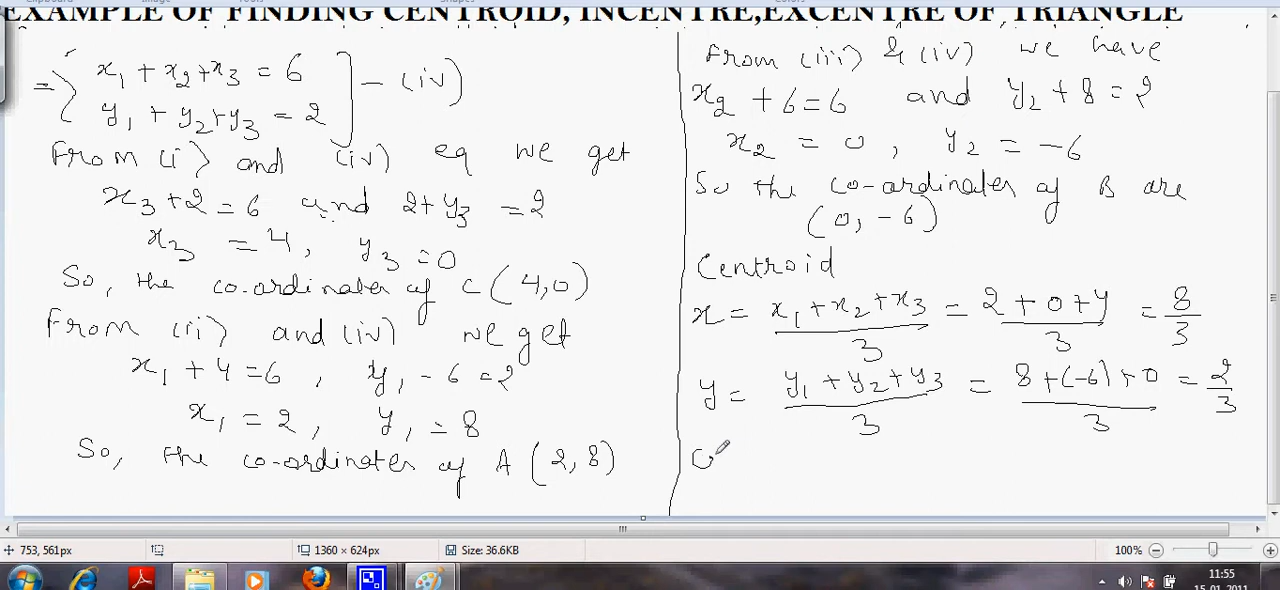 EXAMPLE OF FINDING CENTROID, INCENTRE,EXCENTRE OF TRIANGLE
=> x1 + x2 + x3 = 6
y1 + y2 + y3 = 2 ] - (iv)
From (i) and (iv) eq we get
x3 + 2 = 6 and 2 + y3 = 2
x3 = 4, y3 = 0
So, the co-ordinates of C (4,0)
From (ii) and (iv) we get
x1 + 4 = 6, y1 - 6 = 2
x1 = 2, y1 = 8
So, the co-ordinates of A (2,8)
From (iii) & (iv) we have
x2 + 6 = 6 and y2 + 8 = 2
x2 = 0, y2 = -6
So the co-ordinates of B are
(0, -6)
Centroid
x = x1 + x2 + x3 / 3 = 2 + 0 + 4 / 3 = 8/3
y = y1 + y2 + y3 / 3 = 8 + (-6) + 0 / 3 = 2/3
753, 561px
1360 × 624px
Size: 36.6KB
100%
11:55
15-01-2011